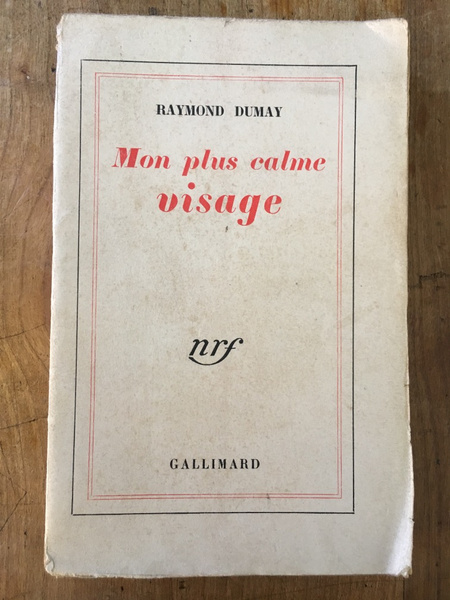 RAYMOND DUMAY
Mon plus calme
visage
nrf
GALLIMARD